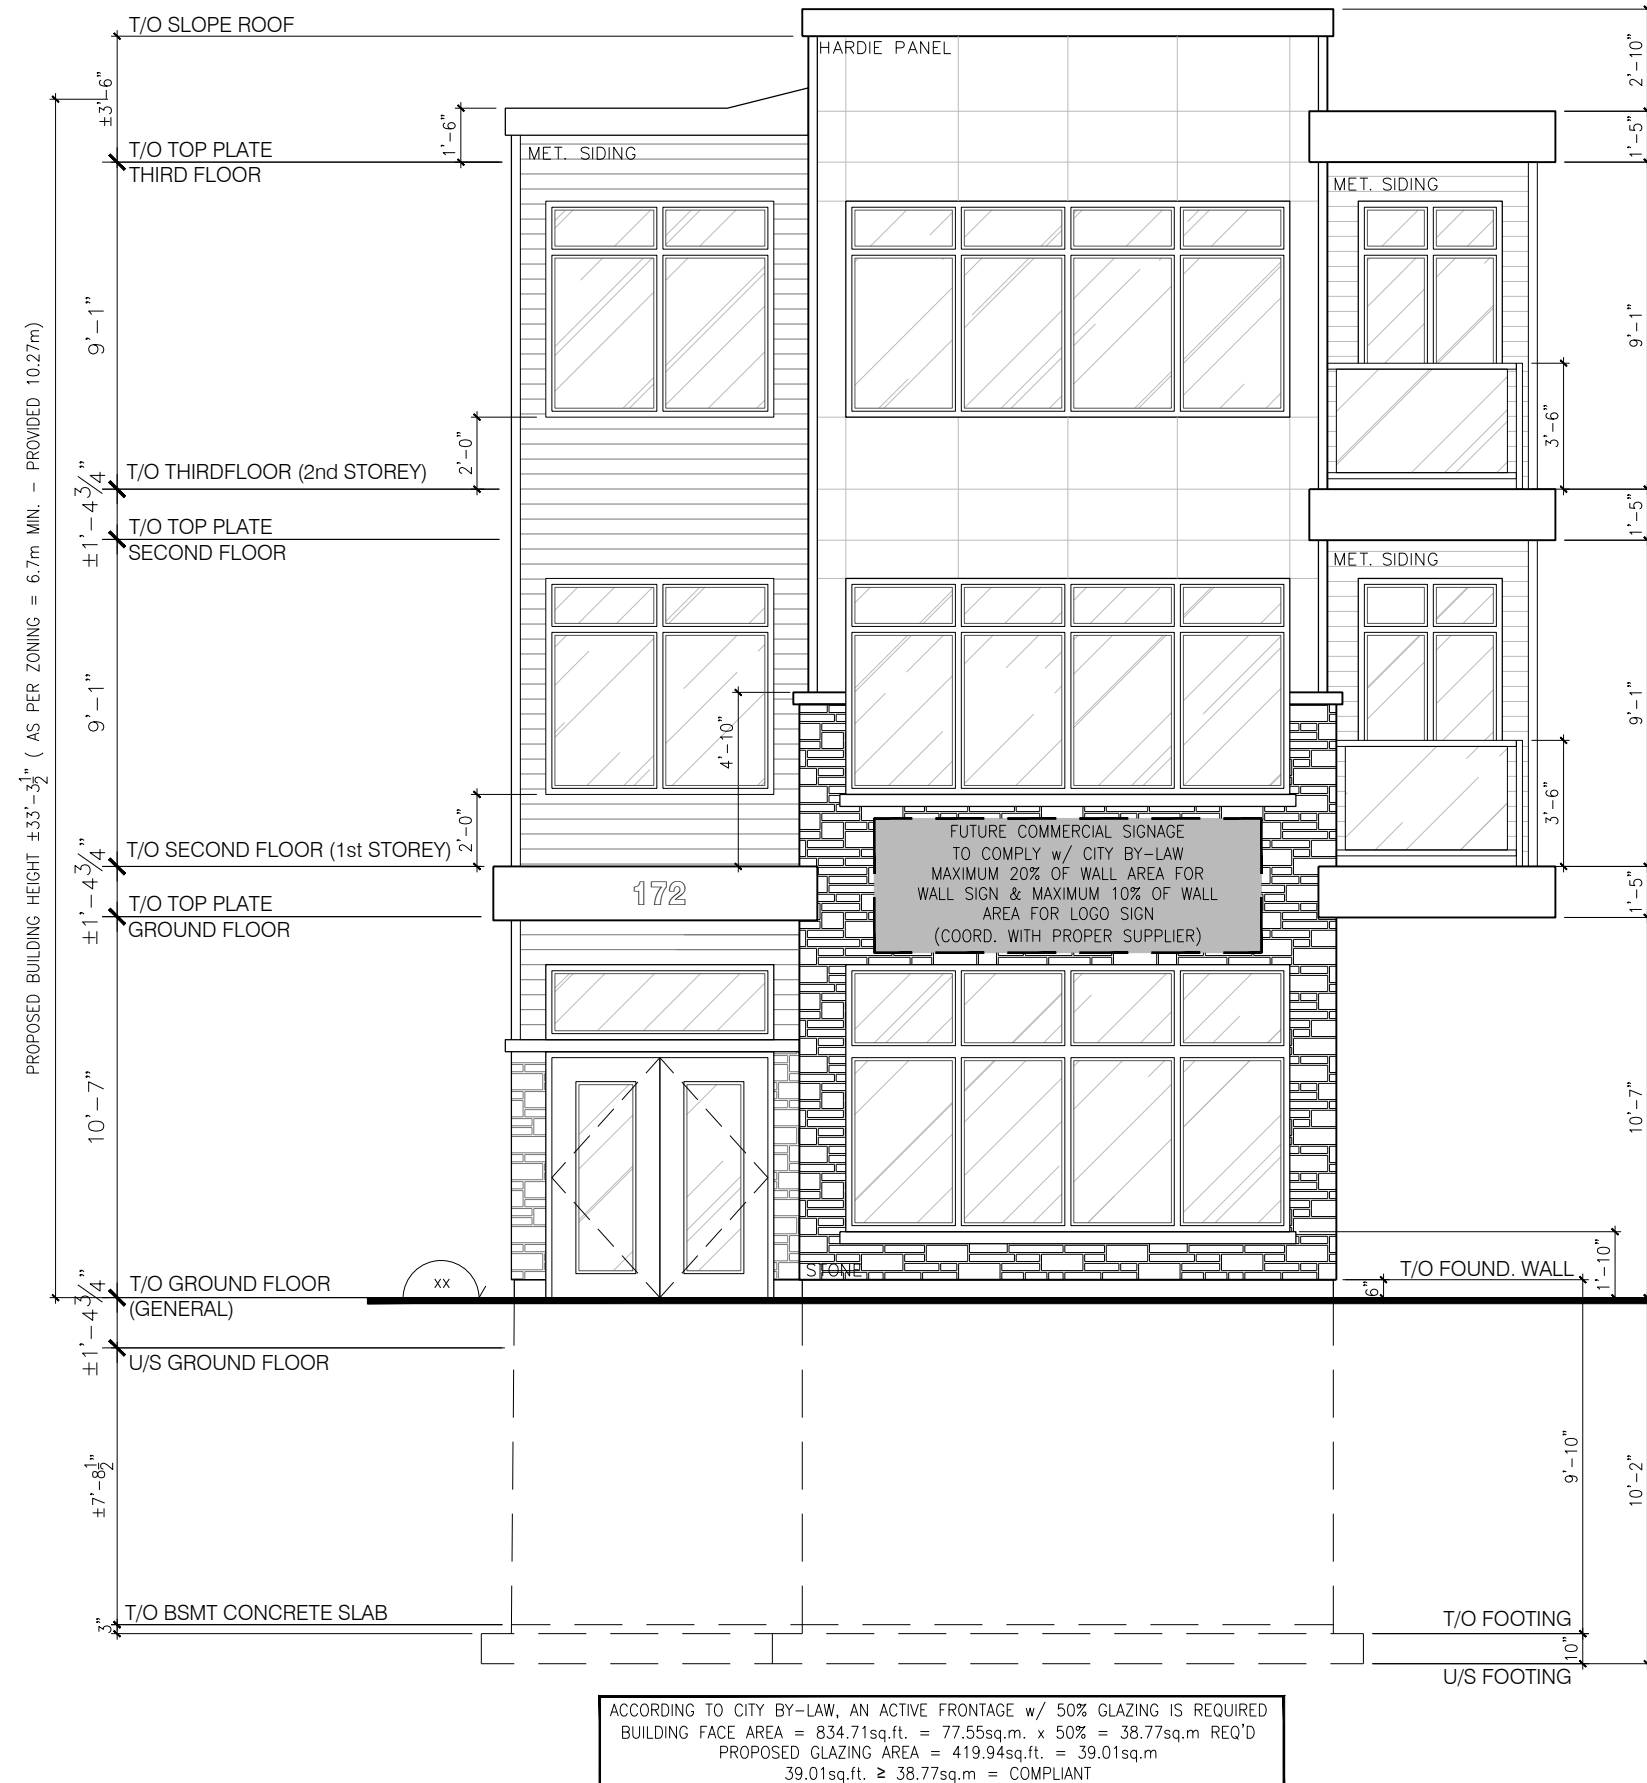 T/O SLOPE ROOF
HARDIE PANEL
2'-10"
±3'-6"
1'-6"
1'-5"
T/O TOP PLATE
THIRD FLOOR
MET. SIDING
MET. SIDING
9'-1"
9'-1"
3'-6"
2'-0"
T/O THIRDFLOOR (2nd STOREY)
±1'-4 3/4"
1'-5"
T/O TOP PLATE
SECOND FLOOR
MET. SIDING
PROPOSED BUILDING HEIGHT ±33'-3 1/2" ( AS PER ZONING = 6.7m MIN. - PROVIDED 10.27m)
9'-1"
9'-1"
4'-10"
3'-6"
2'-0"
T/O SECOND FLOOR (1st STOREY)
FUTURE COMMERCIAL SIGNAGE
TO COMPLY w/ CITY BY-LAW
MAXIMUM 20% OF WALL AREA FOR
WALL SIGN & MAXIMUM 10% OF WALL
AREA FOR LOGO SIGN
(COORD. WITH PROPER SUPPLIER)
172
±1'-4 3/4"
1'-5"
T/O TOP PLATE
GROUND FLOOR
10'-7"
10'-7"
STONE
T/O FOUND. WALL
1'-10"
6"
XX
T/O GROUND FLOOR
(GENERAL)
±1'-4 3/4"
U/S GROUND FLOOR
±7'-8 1/2"
9'-10"
10'-2"
T/O BSMT CONCRETE SLAB
3"
T/O FOOTING
10"
U/S FOOTING
ACCORDING TO CITY BY-LAW, AN ACTIVE FRONTAGE w/ 50% GLAZING IS REQUIRED
BUILDING FACE AREA = 834.71sq.ft. = 77.55sq.m. x 50% = 38.77sq.m REQ'D
PROPOSED GLAZING AREA = 419.94sq.ft. = 39.01sq.m
39.01sq.ft. ≥ 38.77sq.m = COMPLIANT